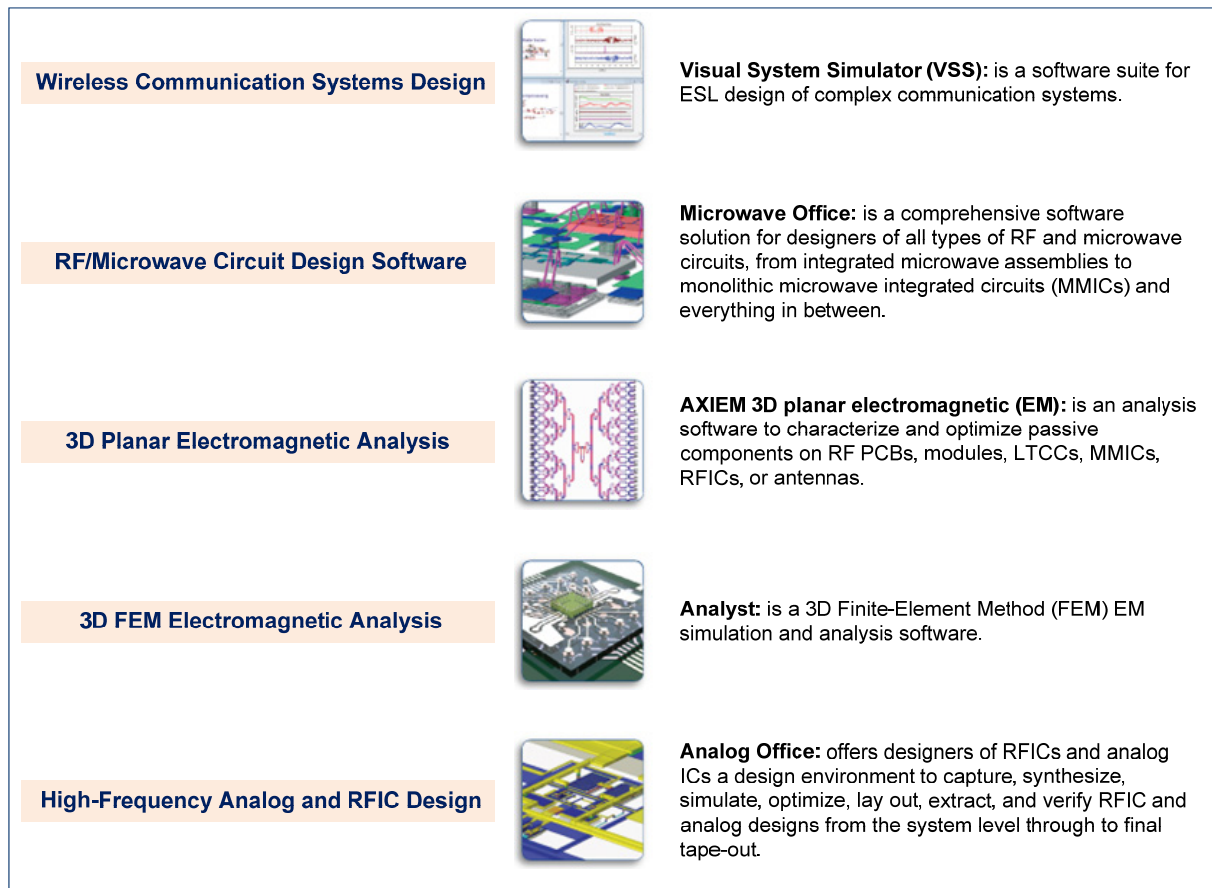 Wireless Communication Systems Design
Visual System Simulator (VSS): is a software suite for
ESL design of complex communication systems.
RF/Microwave Circuit Design Software
Microwave Office: is a comprehensive software
solution for designers of all types of RF and microwave
circuits, from integrated microwave assemblies to
monolithic microwave integrated circuits (MMICs) and
everything in between.
3D Planar Electromagnetic Analysis
AXIEM 3D planar electromagnetic (EM): is an analysis
software to characterize and optimize passive
components on RF PCBs, modules, LTCCs, MMICs,
RFICs, or antennas.
3D FEM Electromagnetic Analysis
Analyst: is a 3D Finite-Element Method (FEM) EM
simulation and analysis software.
High-Frequency Analog and RFIC Design
Analog Office: offers designers of RFICs and analog
ICs a design environment to capture, synthesize,
simulate, optimize, lay out, extract, and verify RFIC and
analog designs from the system level through to final
tape-out.